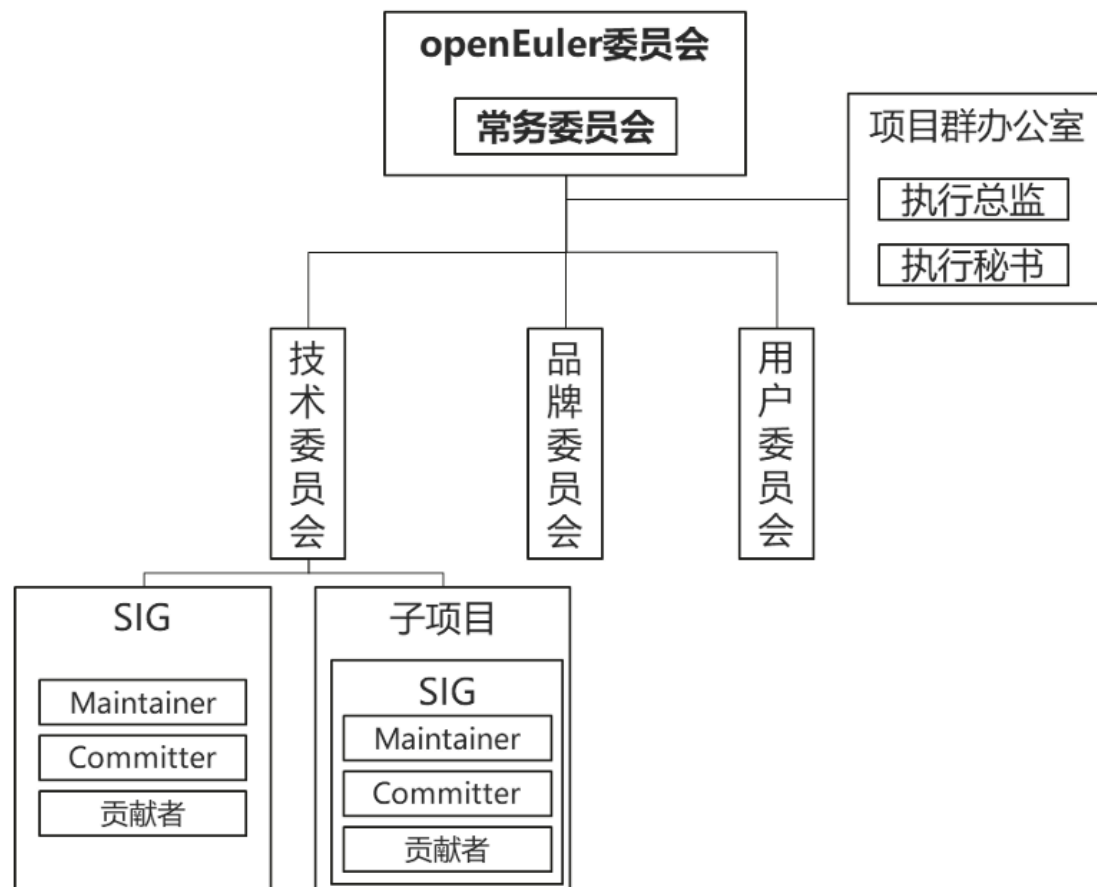 openEuler委员会
常务委员会
项目群办公室
执行总监
执行秘书
技术委员会
品牌委员会
用户委员会
SIG
Maintainer
Committer
贡献者
子项目
SIG
Maintainer
Committer
贡献者